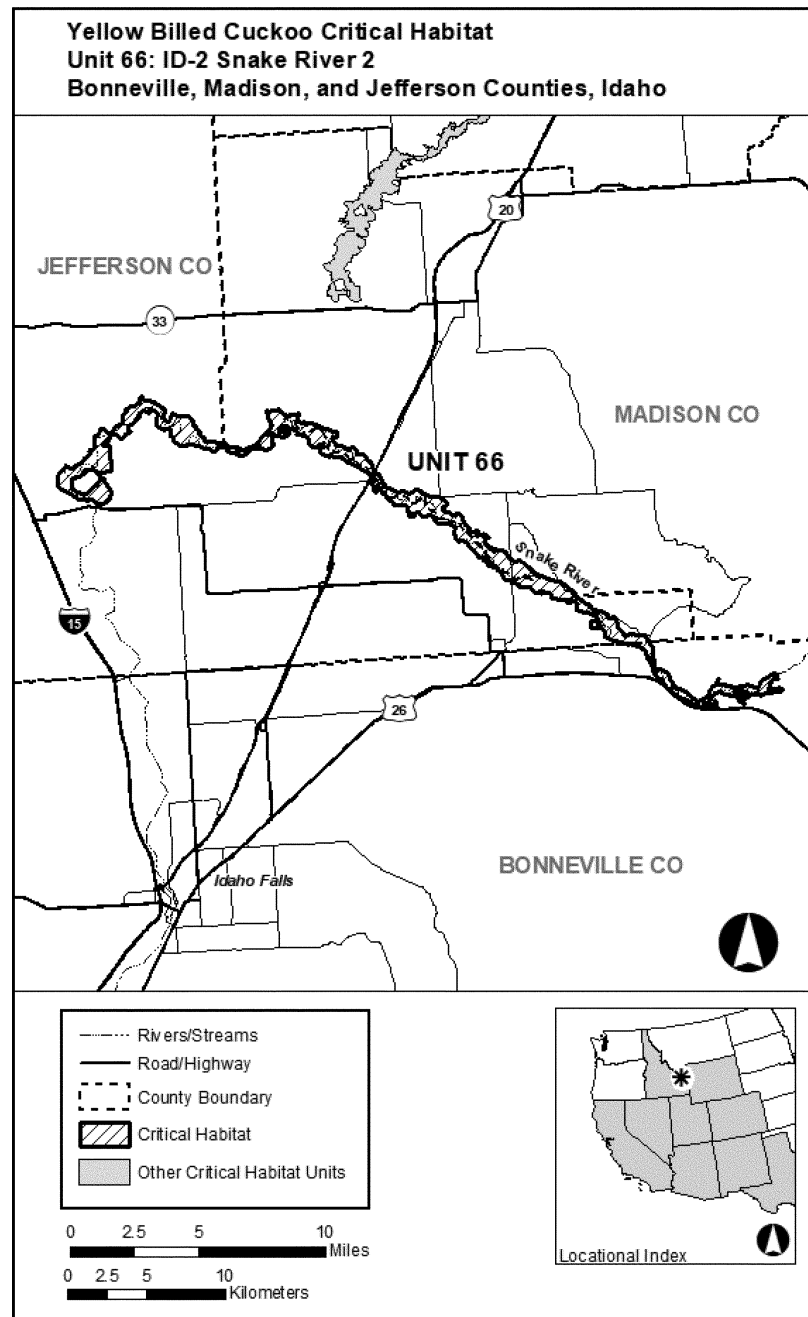 Yellow Billed Cuckoo Critical Habitat
Unit 66: ID-2 Snake River 2
Bonneville, Madison, and Jefferson Counties, Idaho
20
JEFFERSON CO
33
MADISON CO
UNIT 66
Snake River
15
26
BONNEVILLE CO
Idaho Falls
Rivers/Streams
Road/Highway
County Boundary
Critical Habitat
Other Critical Habitat Units
0 2.5 5 10
Miles
0 2.5 5 10
Kilometers
Locational Index